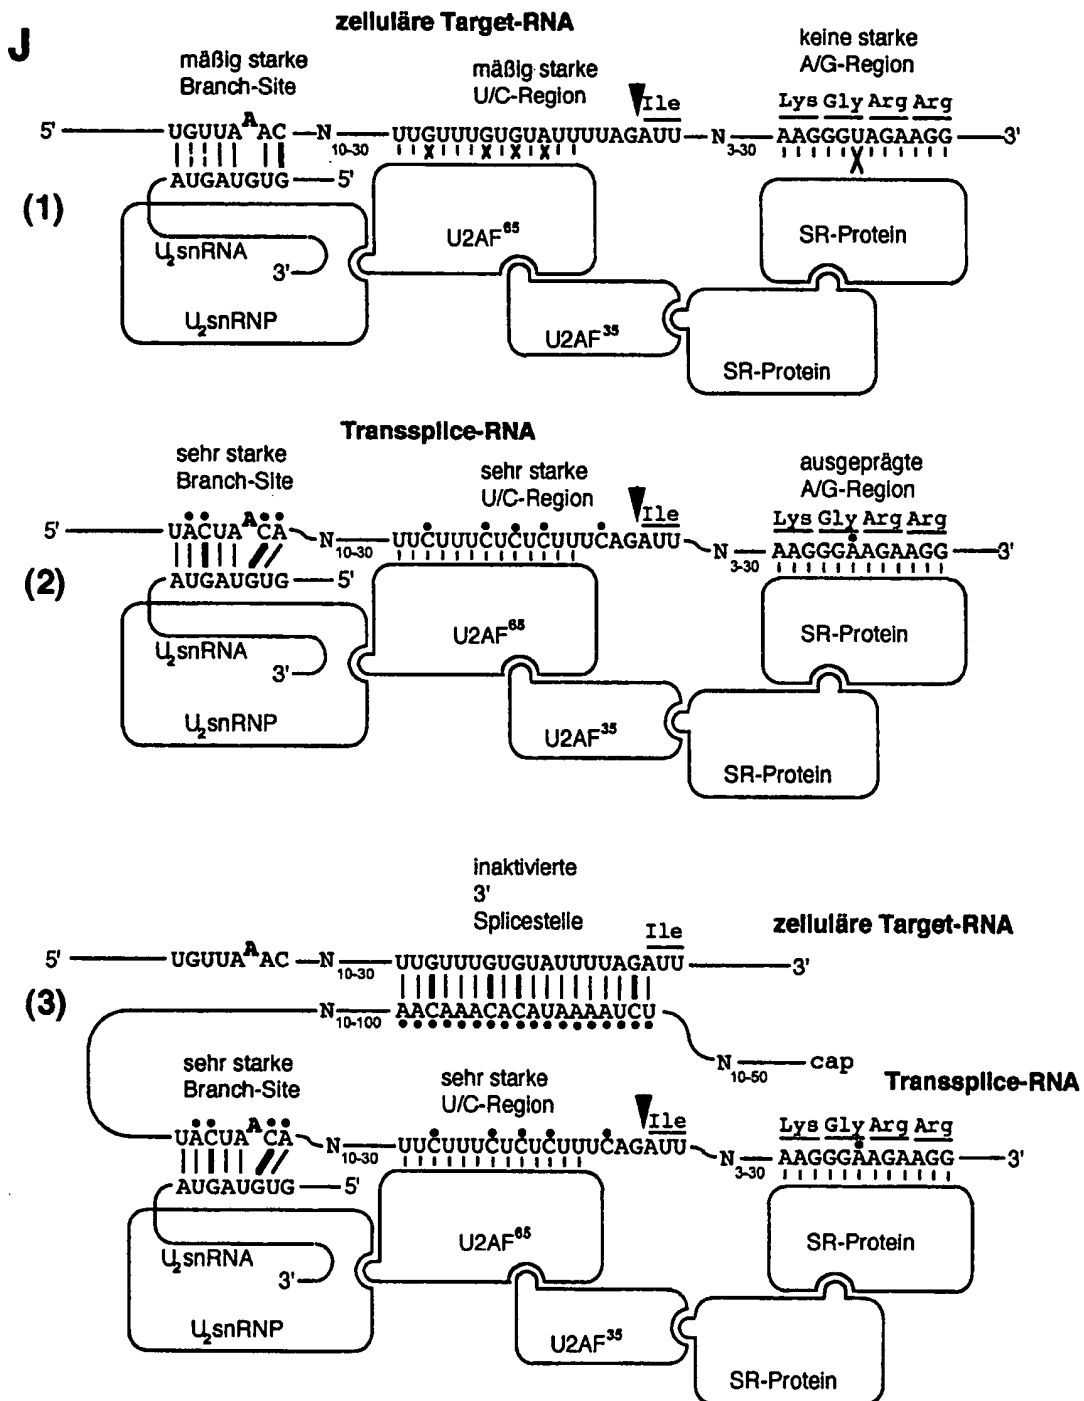 J
zelluläre Target-RNA
mäßig starke
Branch-Site
mäßig starke
U/C-Region
keine starke
A/G-Region
Ile
Lys Gly Arg Arg
5' UGUUA A AC N 10-30 UUGUUUGUGUAUUUUAGAUU N 3-30 AAGGGUAGAAGG 3'
X X X X X
AUGAUGUG 5'
(1)
U2AF65
SR-Protein
U2snRNA
3'
U2snRNP
U2AF35
SR-Protein
Transsplice-RNA
sehr starke
Branch-Site
sehr starke
U/C-Region
ausgeprägte
A/G-Region
Ile
Lys Gly Arg Arg
5' UACUA A CA N 10-30 UUCUUUCUCUCUUUCAGAUU N 3-30 AAGGGAAGAAGG 3'
AUGAUGUG 5'
(2)
U2AF65
SR-Protein
U2snRNA
3'
U2snRNP
U2AF35
SR-Protein
inaktivierte
3'
Splicestelle
zelluläre Target-RNA
Ile
5' UGUUA A AC N 10-30 UUGUUUGUGUAUUUUAGAUU 3'
(3)
N 10-100 AACAAACACAUAAAAUCU
N 10-50 cap
sehr starke
Branch-Site
sehr starke
U/C-Region
Transsplice-RNA
Ile
Lys Gly Arg Arg
UACUA A CA N 10-30 UUCUUUCUCUCUUUCAGAUU N 3-30 AAGGGAAGAAGG 3'
AUGAUGUG 5'
U2AF65
SR-Protein
U2snRNA
3'
U2snRNP
U2AF35
SR-Protein